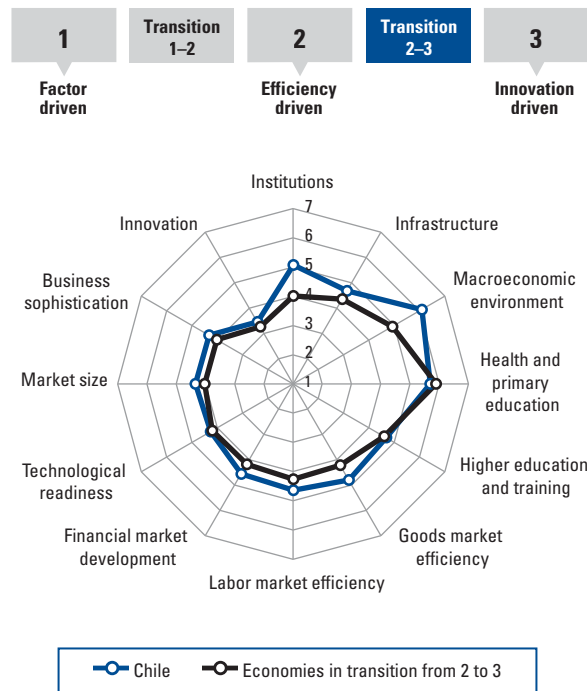 1
Transition
1–2
2
Transition
2–3
3
Factor
driven
Efficiency
driven
Innovation
driven
Institutions
7
6
5
4
3
2
1
Infrastructure
Macroeconomic
environment
Health and
primary
education
Higher education
and training
Goods market
efficiency
Labor market efficiency
Financial market
development
Technological
readiness
Market size
Business
sophistication
Innovation
Chile
Economies in transition from 2 to 3